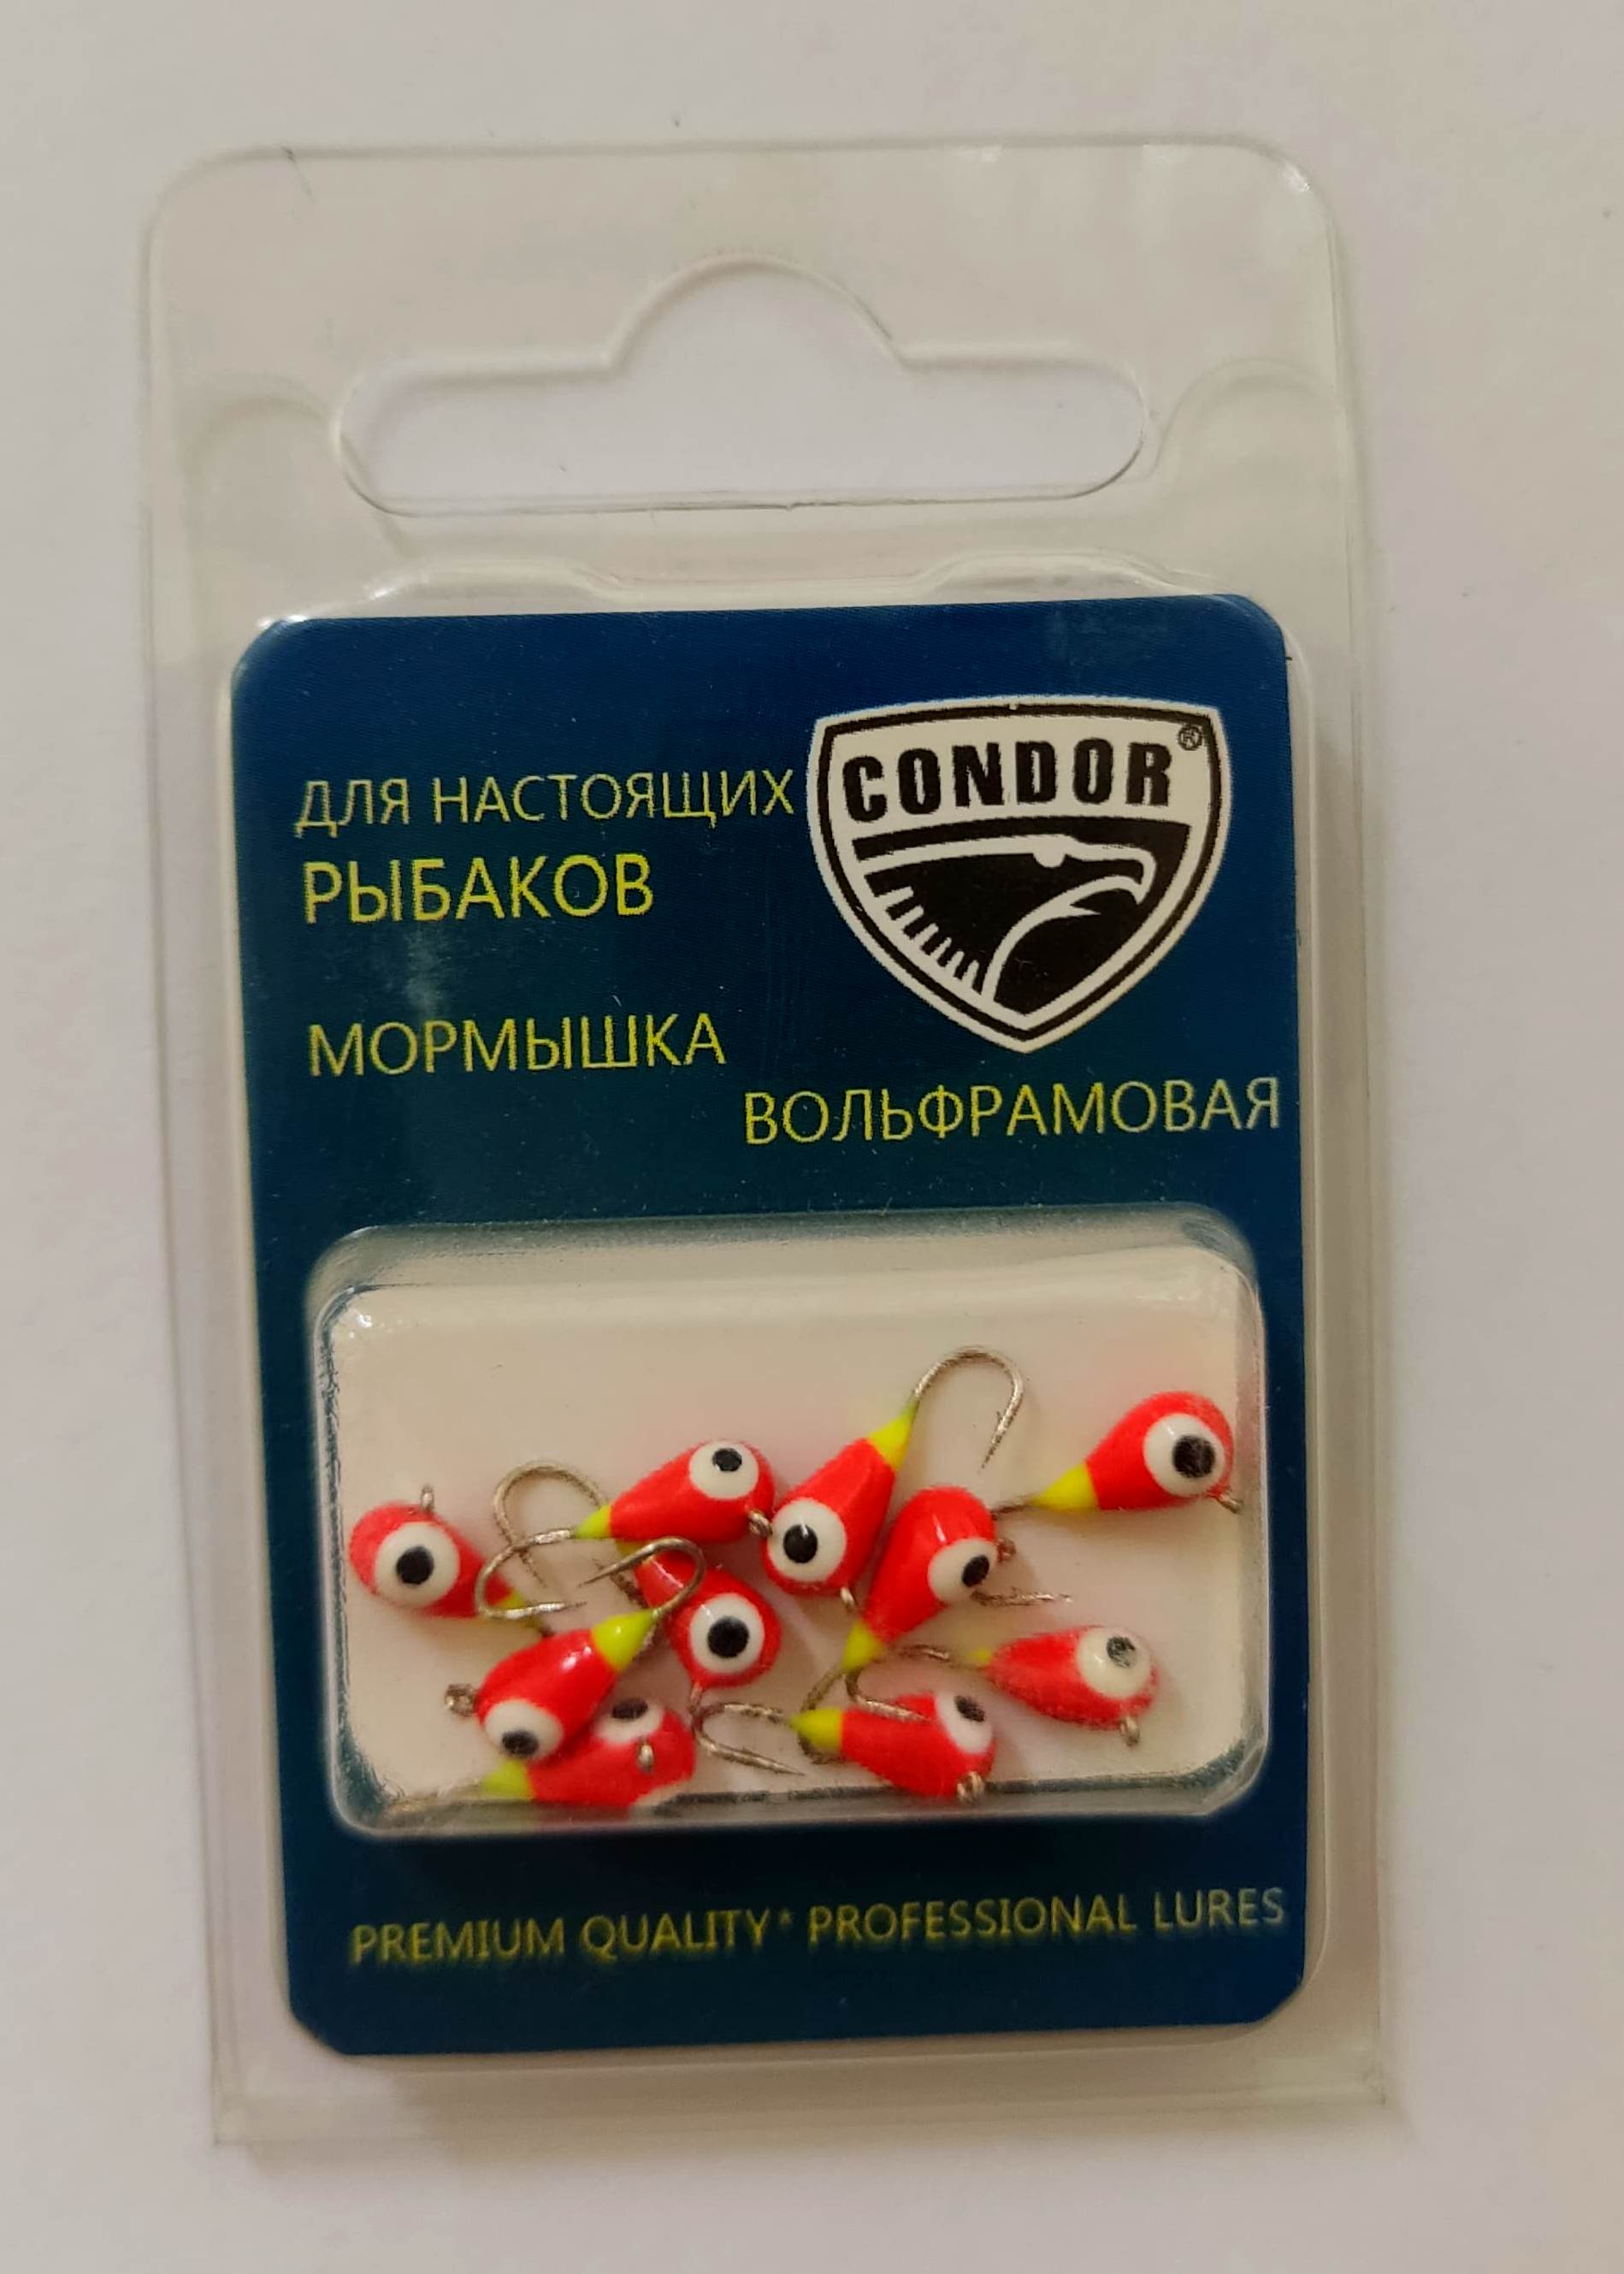 ДЛЯ НАСТОЯЩИХ
РЫБАКОВ
CONDOR®
МОРМЫШКА
ВОЛЬФРАМОВАЯ
PREMIUM QUALITY* PROFESSIONAL LURES